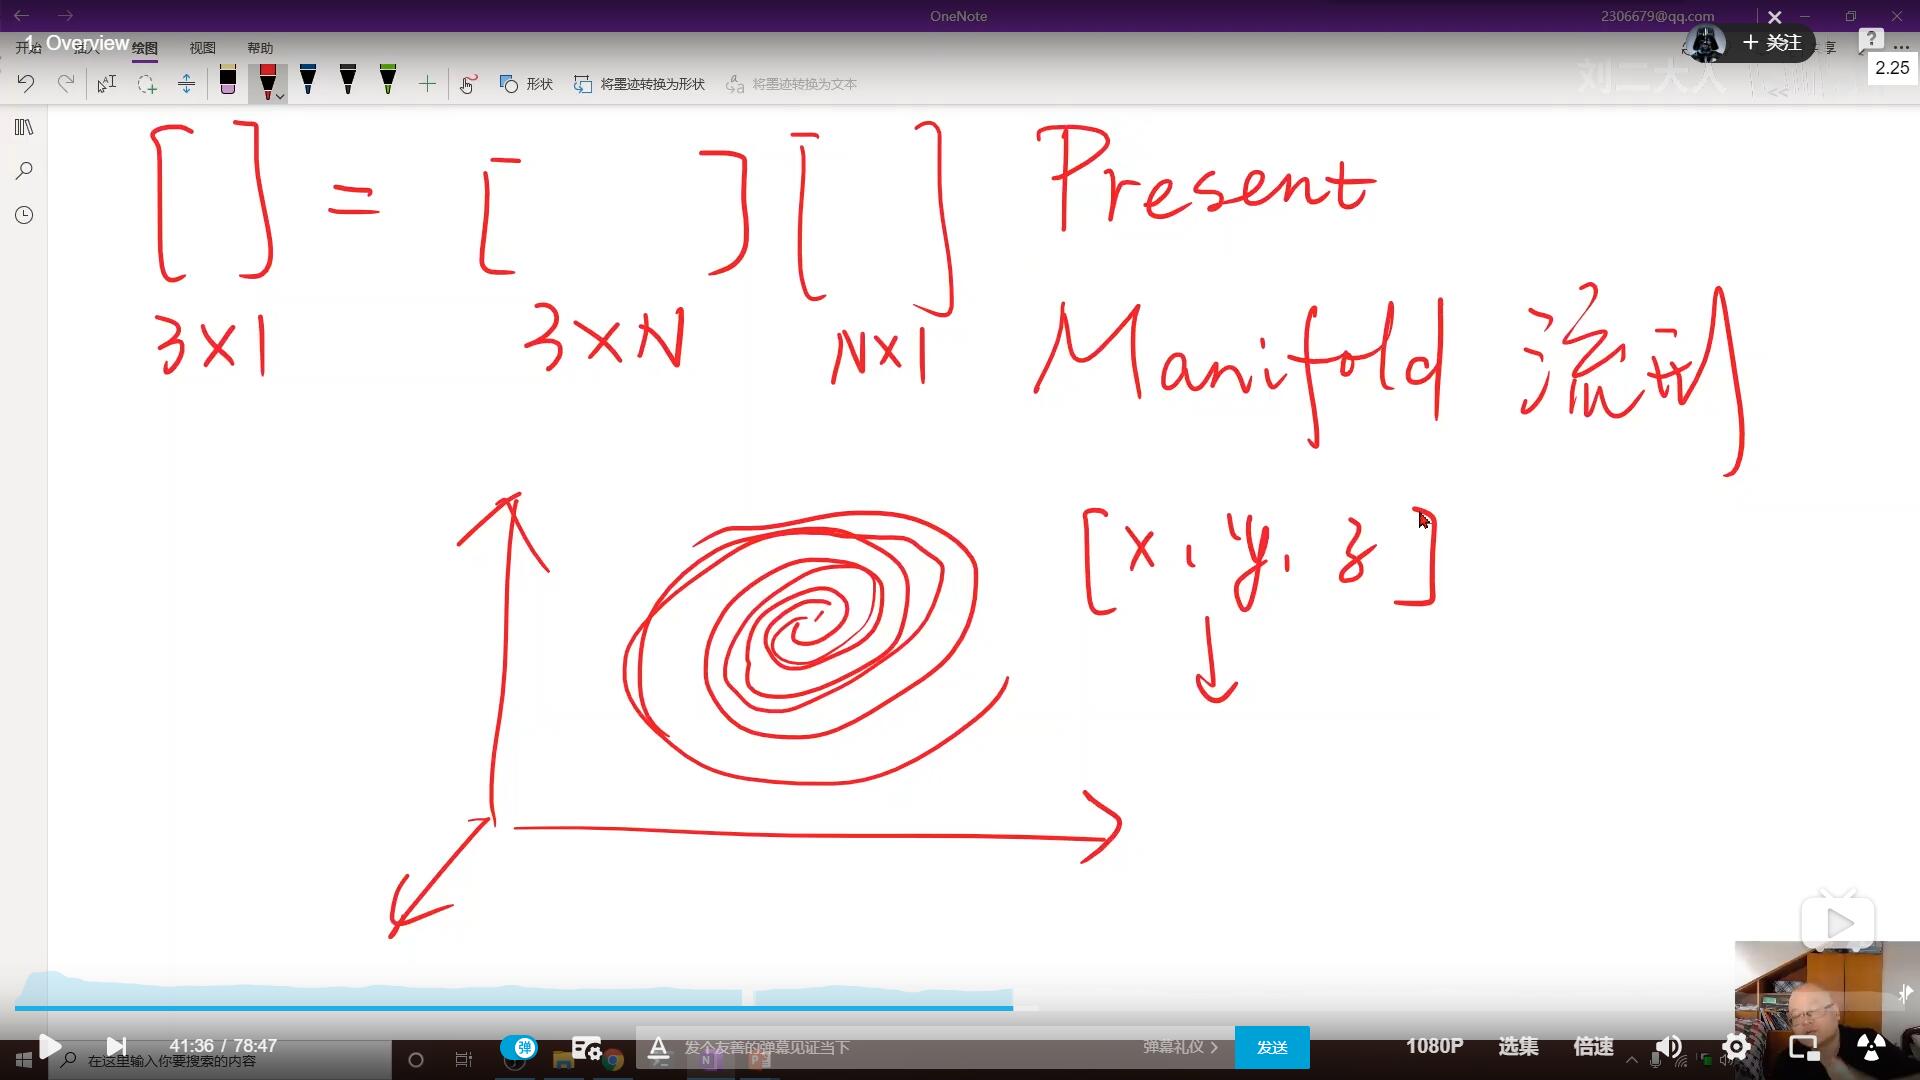 OneNote
2306679@qq.com
1. Overview
开始 插入 绘图 视图 帮助
关注
享
2.25
形状
将墨迹转换为形状
将墨迹转换为文本
刘二大人
[ ] = [ ] [ ]
Present
3×1
3×N
N×1
Manifold 流形
[x, y, z]
41:36 / 78:47
弹
发个友善的弹幕见证当下
弹幕礼仪 >
发送
1080P
选集
倍速
在这里输入你要搜索的内容